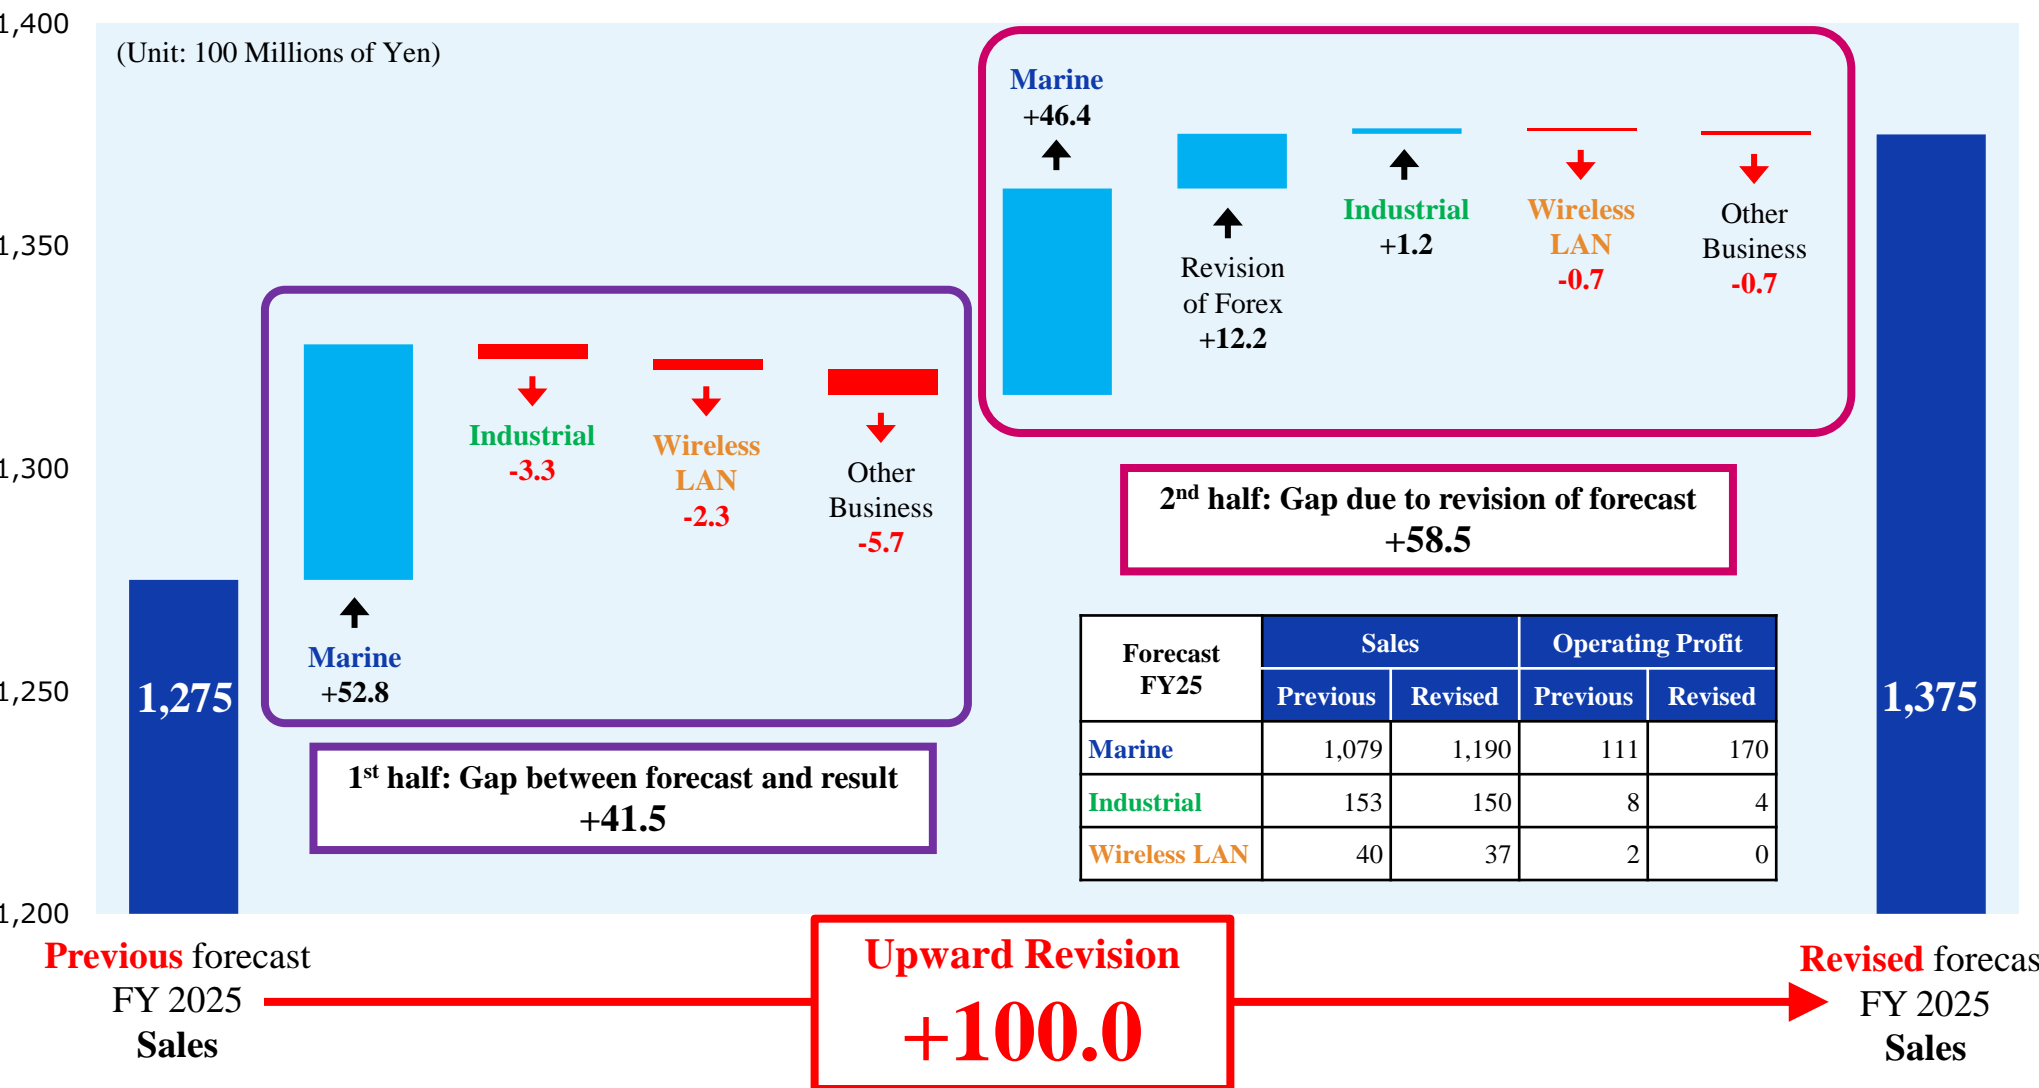 1,400
(Unit: 100 Millions of Yen)
1,350
1,300
1,250
1,200
1,275
Marine
+52.8
Industrial
-3.3
Wireless
LAN
-2.3
Other
Business
-5.7
1st half: Gap between forecast and result
+41.5
Marine
+46.4
Revision
of Forex
+12.2
Industrial
+1.2
Wireless
LAN
-0.7
Other
Business
-0.7
2nd half: Gap due to revision of forecast
+58.5
Forecast
FY25
Sales Operating Profit
Previous Revised Previous Revised
Marine 1,079 1,190 111 170
Industrial 153 150 8 4
Wireless LAN 40 37 2 0
1,375
Previous forecast
FY 2025
Sales
Upward Revision
+100.0
Revised forecas
FY 2025
Sales